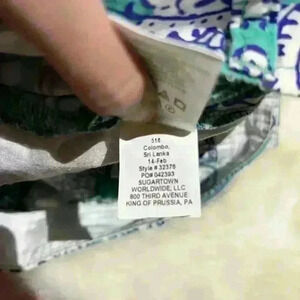 516
Colombo,
Sri Lanka
14-Feb
Style # 32376
PO# 042393
SUGARTOWN
WORLDWIDE, LLC
800 THIRD AVENUE
KING OF PRUSSIA, PA